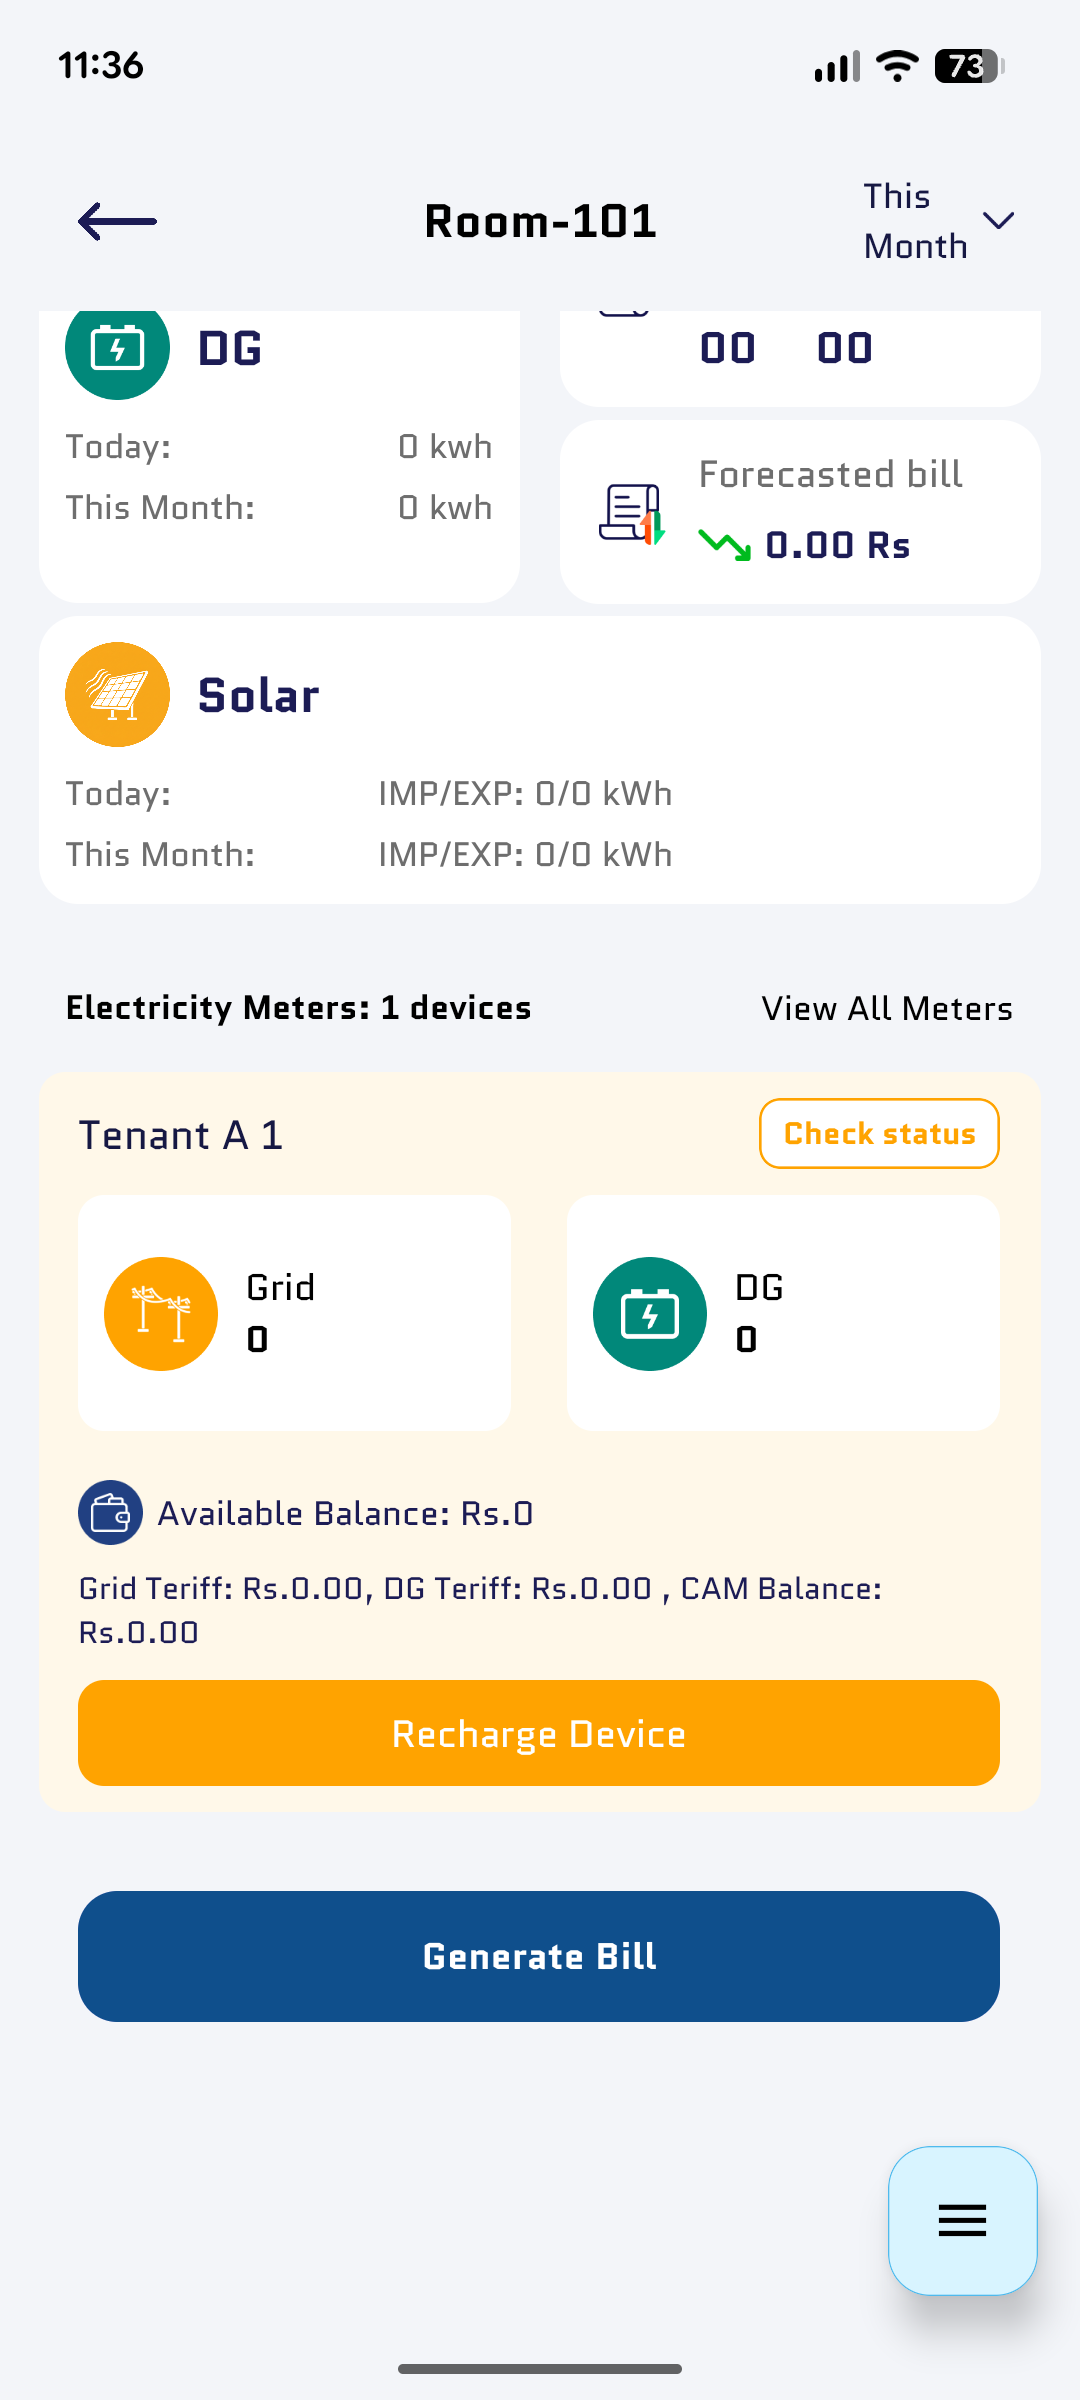 11:36
73
Room-101
This
Month
DG
00 00
Today: 0 kwh
This Month: 0 kwh
Forecasted bill
0.00 Rs
Solar
Today: IMP/EXP: 0/0 kWh
This Month: IMP/EXP: 0/0 kWh
Electricity Meters: 1 devices
View All Meters
Tenant A 1
Check status
Grid
0
DG
0
Available Balance: Rs.0
Grid Teriff: Rs.0.00, DG Teriff: Rs.0.00 , CAM Balance:
Rs.0.00
Recharge Device
Generate Bill